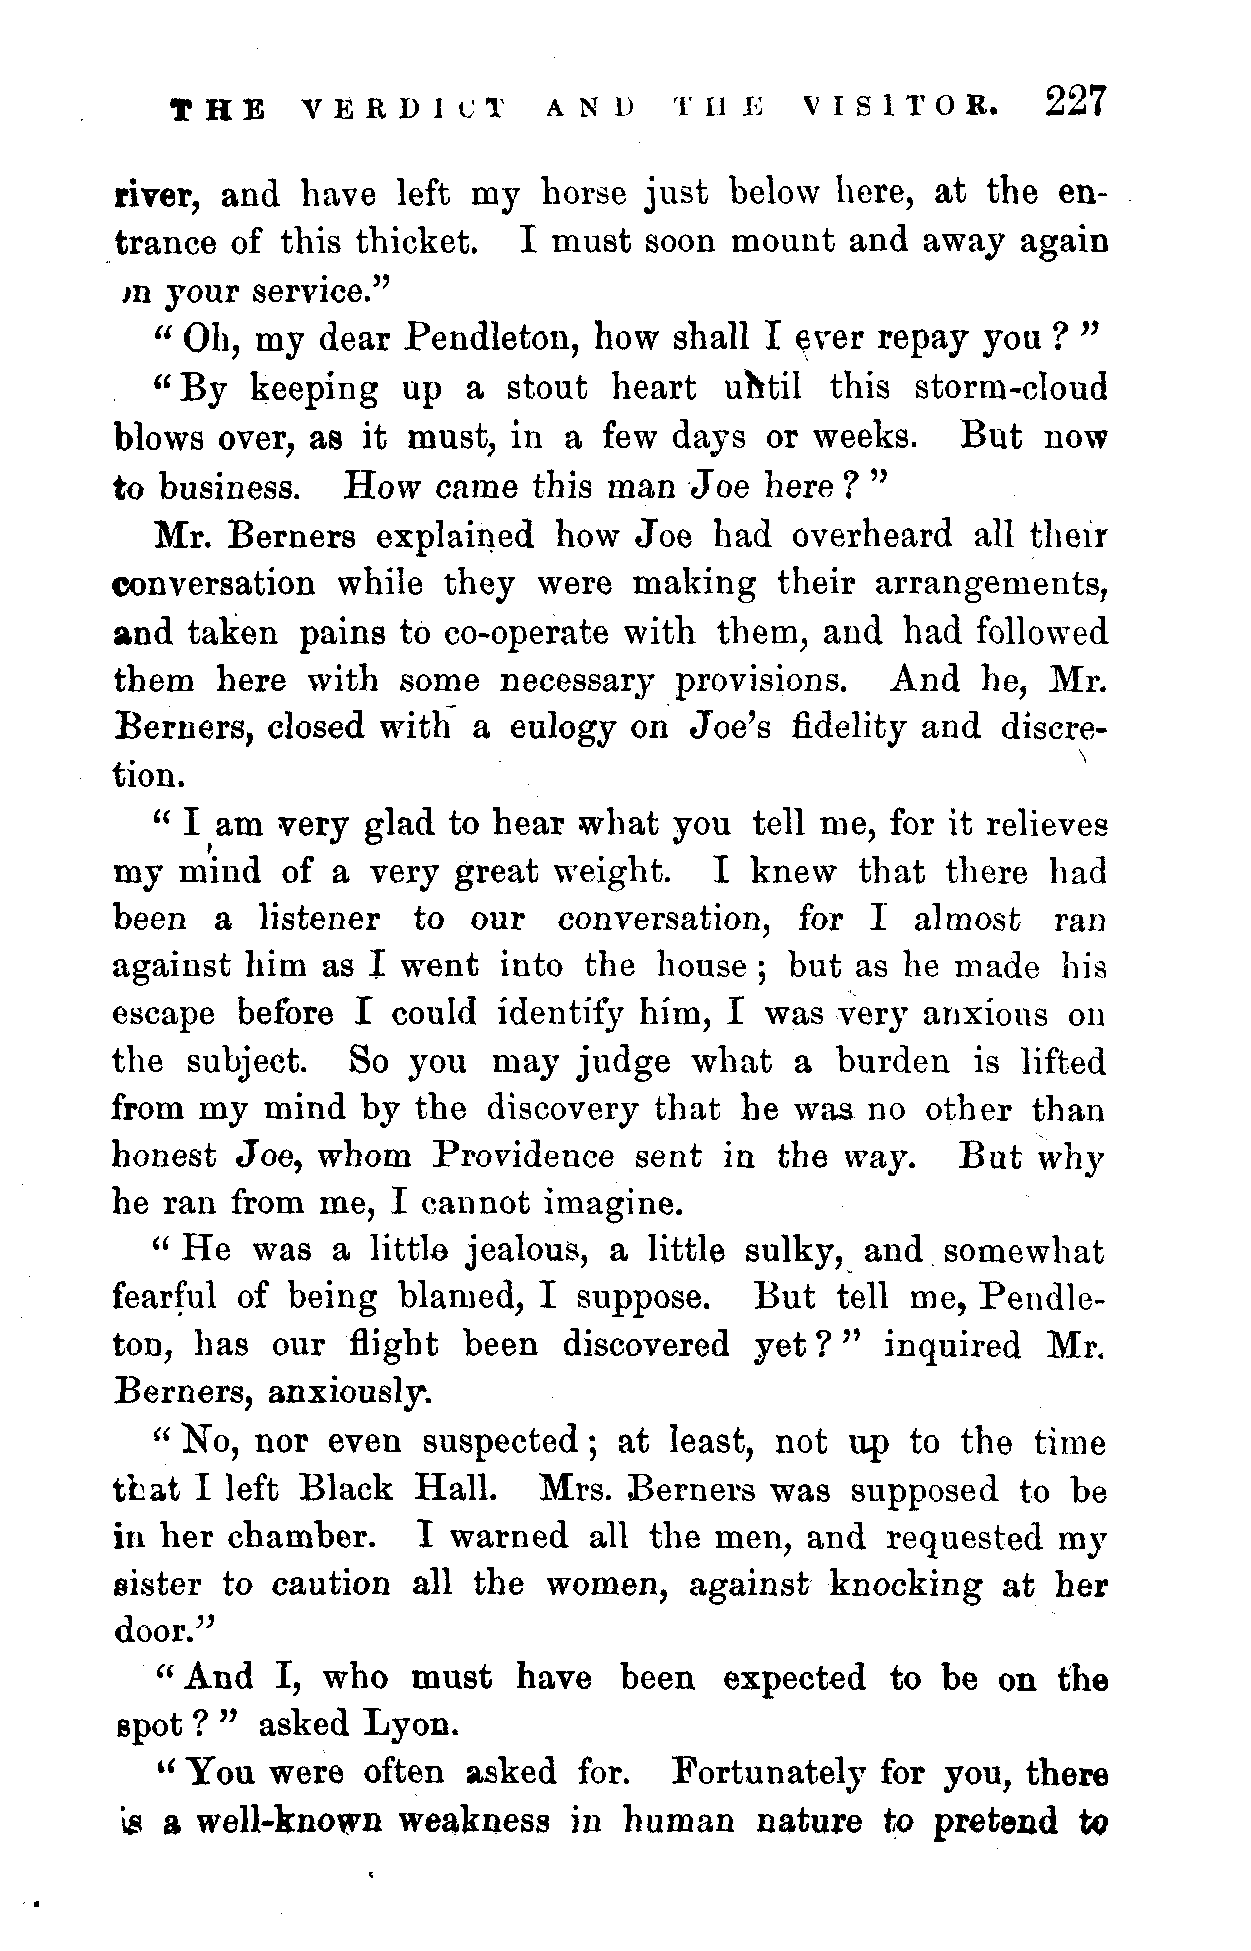 THE VERDICT AND THE VISITOR. 227
river, and have left my horse just below here, at the en-
trance of this thicket. I must soon mount and away again
in your service."
"Oh, my dear Pendleton, how shall I ever repay you?"
"By keeping up a stout heart until this storm-cloud
blows over, as it must, in a few days or weeks. But now
to business. How came this man Joe here?"
Mr. Berners explained how Joe had overheard all their
conversation while they were making their arrangements,
and taken pains to co-operate with them, and had followed
them here with some necessary provisions. And he, Mr.
Berners, closed with a eulogy on Joe's fidelity and discre-
tion.
"I am very glad to hear what you tell me, for it relieves
my mind of a very great weight. I knew that there had
been a listener to our conversation, for I almost ran
against him as I went into the house; but as he made his
escape before I could identify him, I was very anxious on
the subject. So you may judge what a burden is lifted
from my mind by the discovery that he was no other than
honest Joe, whom Providence sent in the way. But why
he ran from me, I cannot imagine.
"He was a little jealous, a little sulky, and somewhat
fearful of being blamed, I suppose. But tell me, Pendle-
ton, has our flight been discovered yet?" inquired Mr.
Berners, anxiously.
"No, nor even suspected; at least, not up to the time
that I left Black Hall. Mrs. Berners was supposed to be
in her chamber. I warned all the men, and requested my
sister to caution all the women, against knocking at her
door."
"And I, who must have been expected to be on the
spot?" asked Lyon.
"You were often asked for. Fortunately for you, there
is a well-known weakness in human nature to pretend to